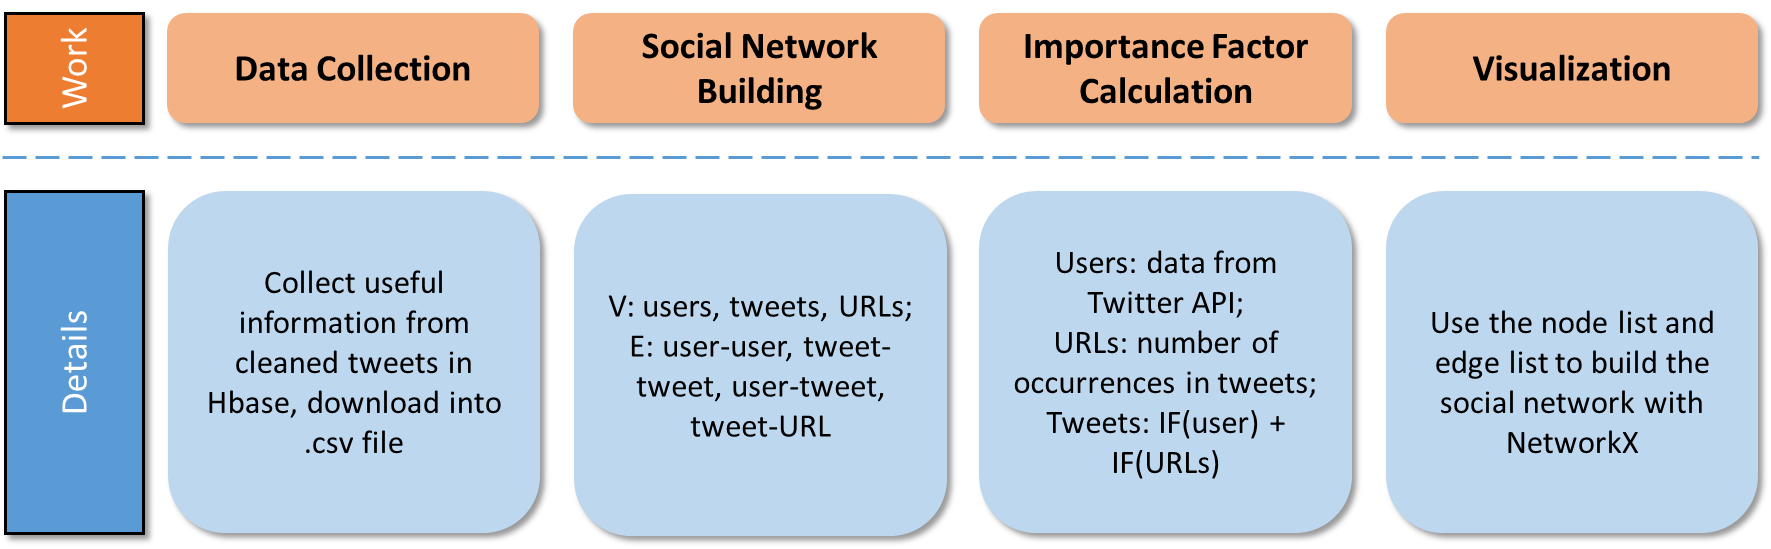 Work
Data Collection
Social Network
Building
Importance Factor
Calculation
Visualization
Details
Collect useful
information from
cleaned tweets in
Hbase, download into
.csv file
V: users, tweets, URLs;
E: user-user, tweet-
tweet, user-tweet,
tweet-URL
Users: data from
Twitter API;
URLs: number of
occurrences in tweets;
Tweets: IF(user) +
IF(URLs)
Use the node list and
edge list to build the
social network with
NetworkX